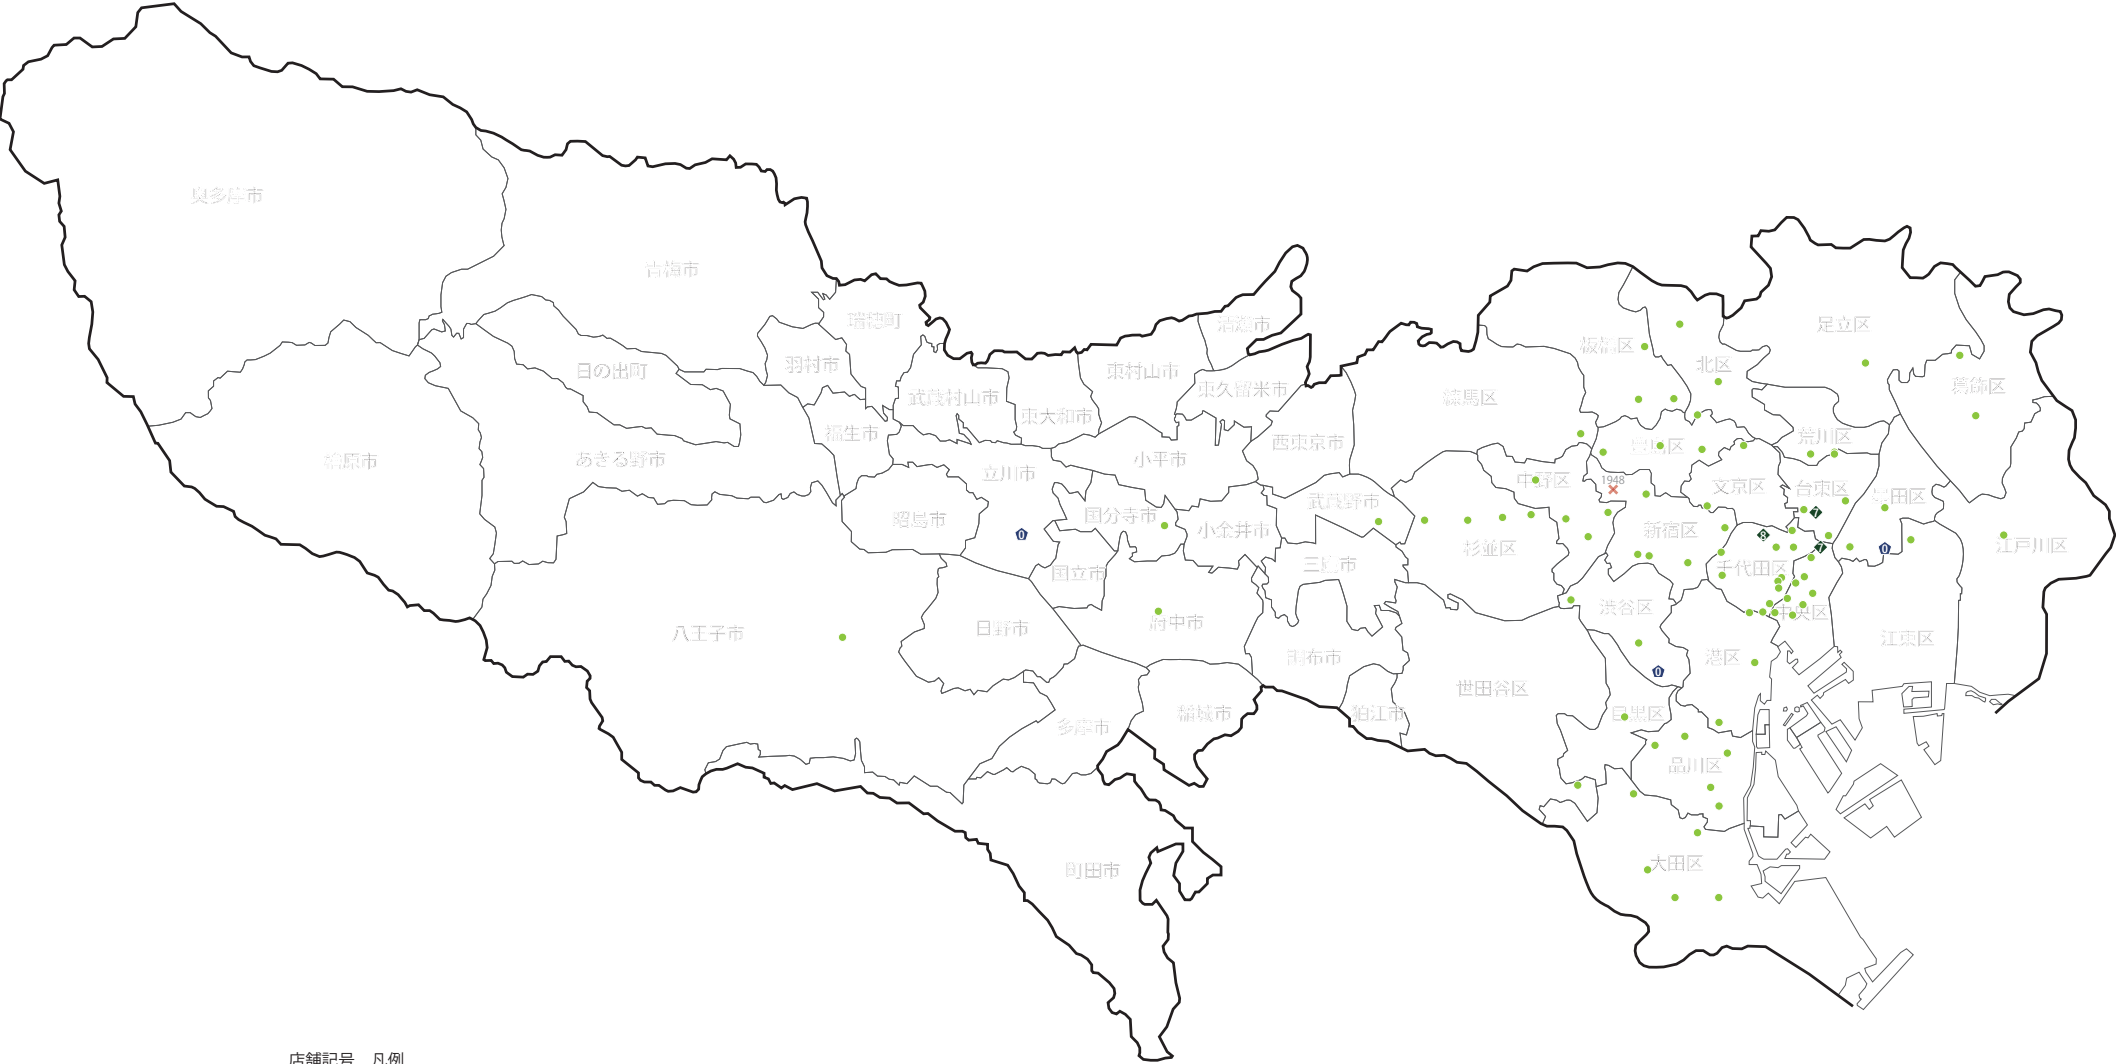 奥多摩市
青梅市
瑞穂町
清瀬市
足立区
板橋区
北区
羽村市
日の出町
東村山市
東久留米市
葛飾区
武蔵村山市
東大和市
練馬区
福生市
西東京市
豊島区
荒川区
檜原市
あきる野市
小平市
立川市
中野区
1948
文京区
台東区
墨田区
武蔵野市
昭島市
国分寺市
小金井市
新宿区
7
0
8
7
0
杉並区
江戸川区
国立市
三鷹市
千代田区
渋谷区
中央区
八王子市
日野市
府中市
江東区
調布市
港区
0
世田谷区
多摩市
稲城市
狛江市
目黒区
品川区
町田市
大田区
店舗記号　凡例